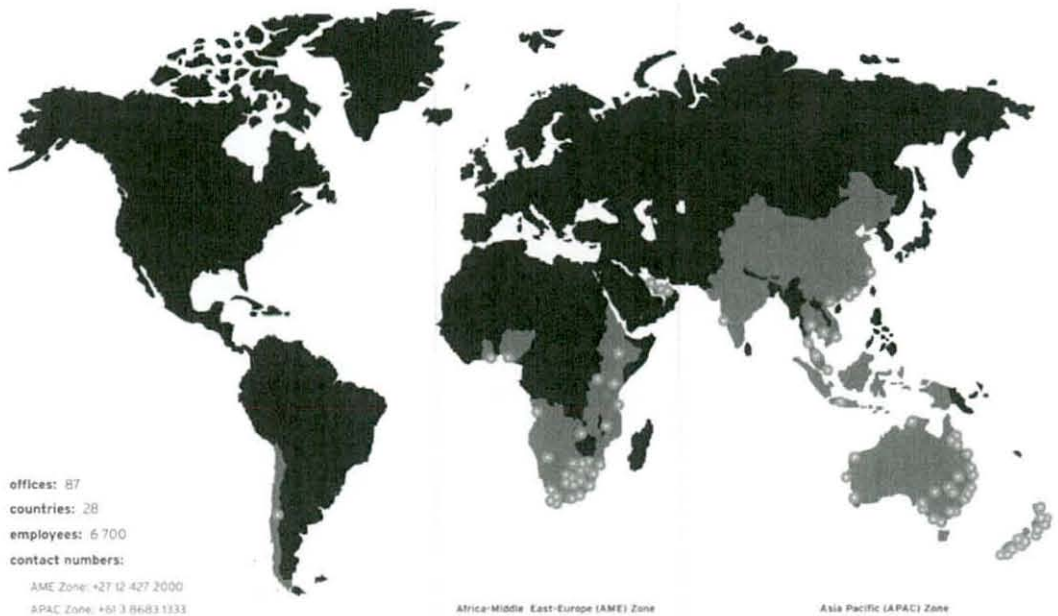 offices: 87
countries: 28
employees: 6 700
contact numbers:
AME Zone: +27 12 427 2000
APAC Zone: +61 3 8683 1333
Africa-Middle East-Europe (AME) Zone
Asia Pacific (APAC) Zone